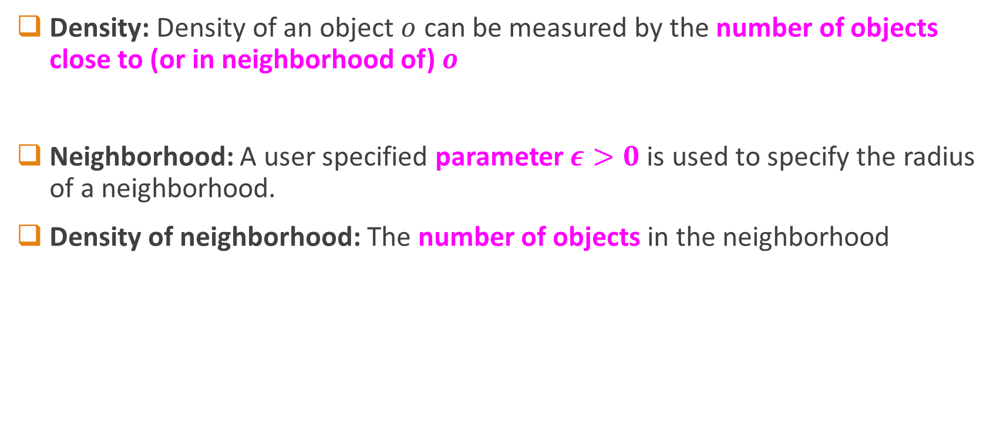 Density: Density of an object o can be measured by the number of objects
close to (or in neighborhood of) o
Neighborhood: A user specified parameter ϵ > 0 is used to specify the radius
of a neighborhood.
Density of neighborhood: The number of objects in the neighborhood